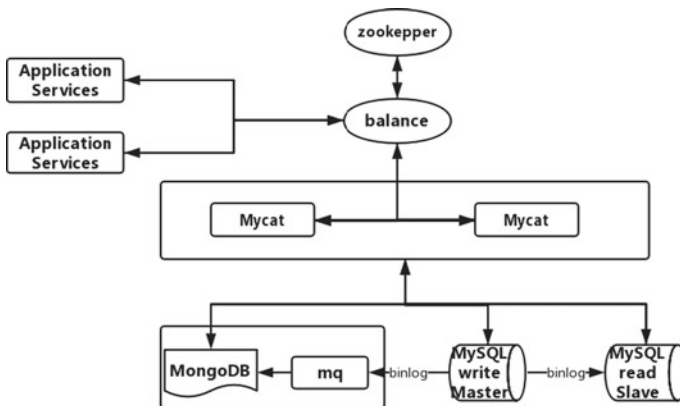 zookepper
Application
Services
balance
Application
Services
Mycat
Mycat
MongoDB
mq
binlog
MySQL
write
Master
binlog
MySQL
read
Slave